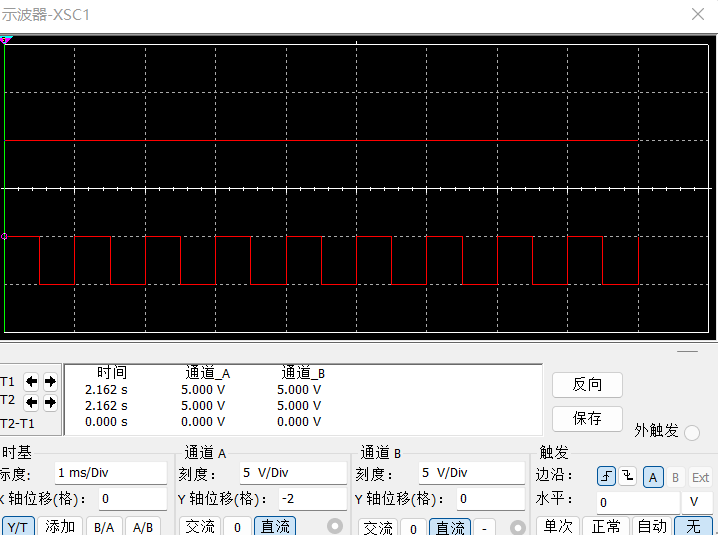 示波器-XSC1
时间 通道_A 通道_B
T1 2.162 s 5.000 V 5.000 V
T2 2.162 s 5.000 V 5.000 V
T2-T1 0.000 s 0.000 V 0.000 V
反向
保存
外触发
时基 通道 A 通道 B 触发
标度: 1 ms/Div 刻度: 5 V/Div 刻度: 5 V/Div 边沿: A B Ext
X 轴位移(格): 0 Y 轴位移(格): -2 Y 轴位移(格): 0 水平: 0 V
Y/T 添加 B/A A/B 交流 0 直流 交流 0 直流 - 单次 正常 自动 无